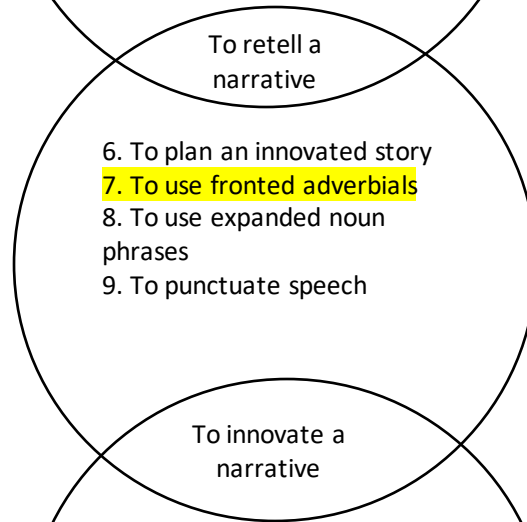 To retell a
narrative
6. To plan an innovated story
7. To use fronted adverbials
8. To use expanded noun
phrases
9. To punctuate speech
To innovate a
narrative